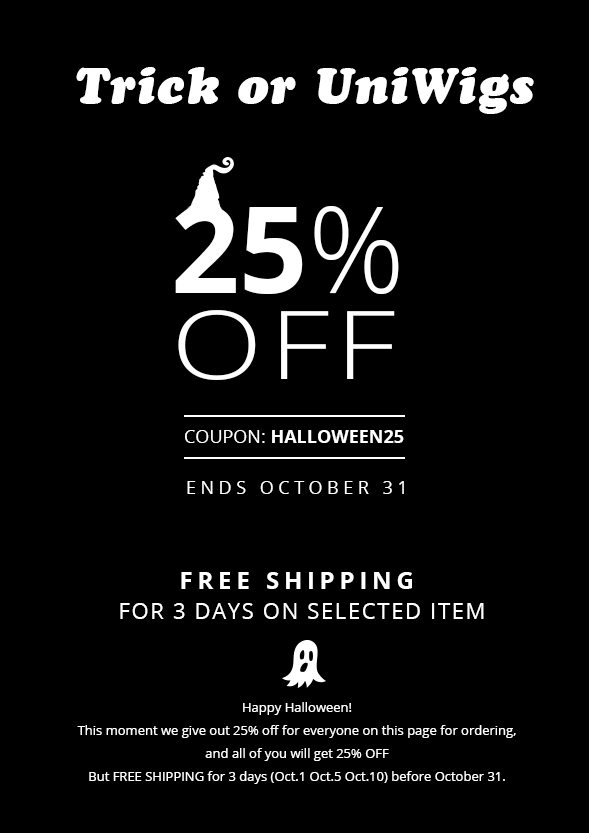 Trick or UniWigs
25%
OFF
COUPON: HALLOWEEN25
ENDS OCTOBER 31
FREE SHIPPING
FOR 3 DAYS ON SELECTED ITEM
Happy Halloween!
This moment we give out 25% off for everyone on this page for ordering,
and all of you will get 25% OFF
But FREE SHIPPING for 3 days (Oct.1 Oct.5 Oct.10) before October 31.